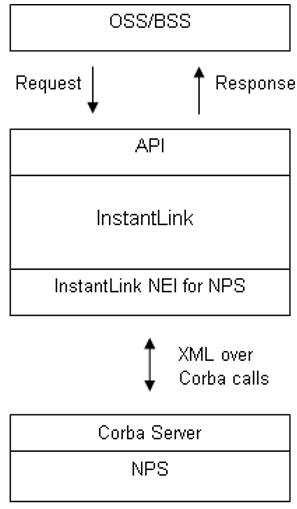 OSS/BSS
Request
Response
API
InstantLink
InstantLink NEI for NPS
XML over
Corba calls
Corba Server
NPS